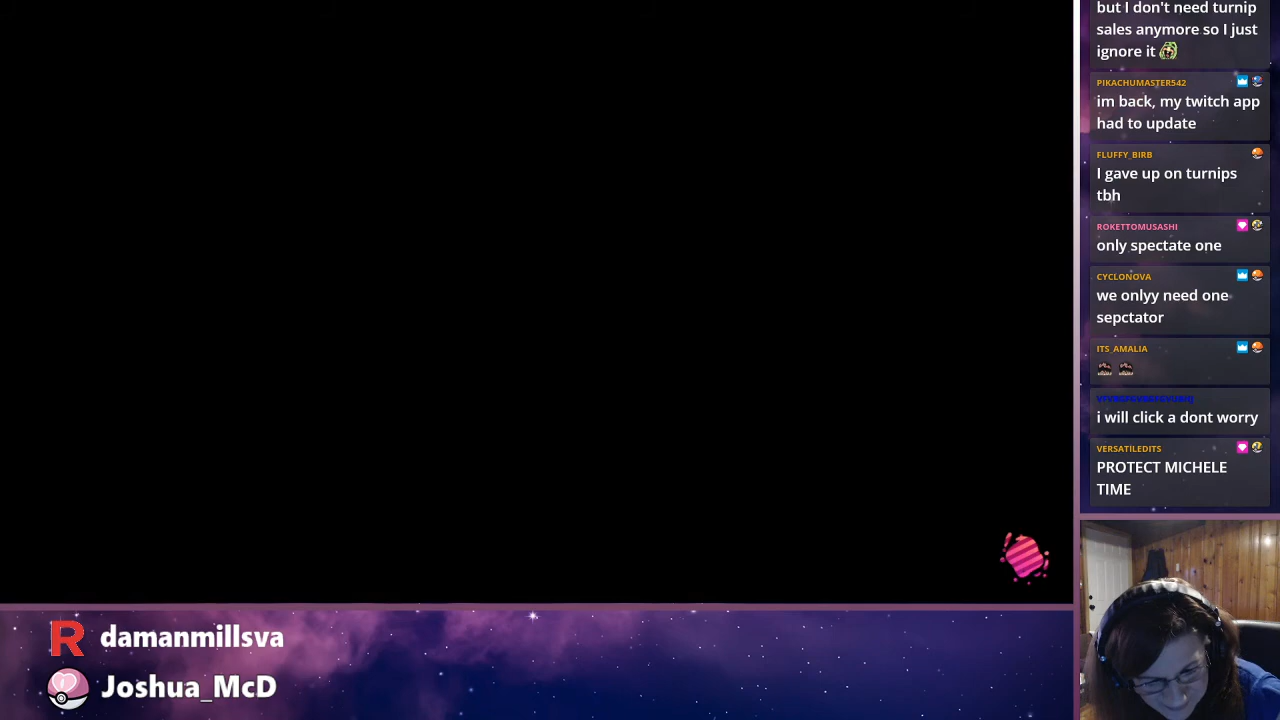 but I don't need turnip
sales anymore so I just
ignore it
PIKACHUMASTER542
im back, my twitch app
had to update
FLUFFY_BIRB
I gave up on turnips
tbh
ROKETTOMUSASHI
only spectate one
CYCLONOVA
we onlyy need one
sepctator
ITS_AMALIA
i will click a dont worry
VERSATILEDITS
PROTECT MICHELE
TIME
R damanmillsva
Joshua_McD